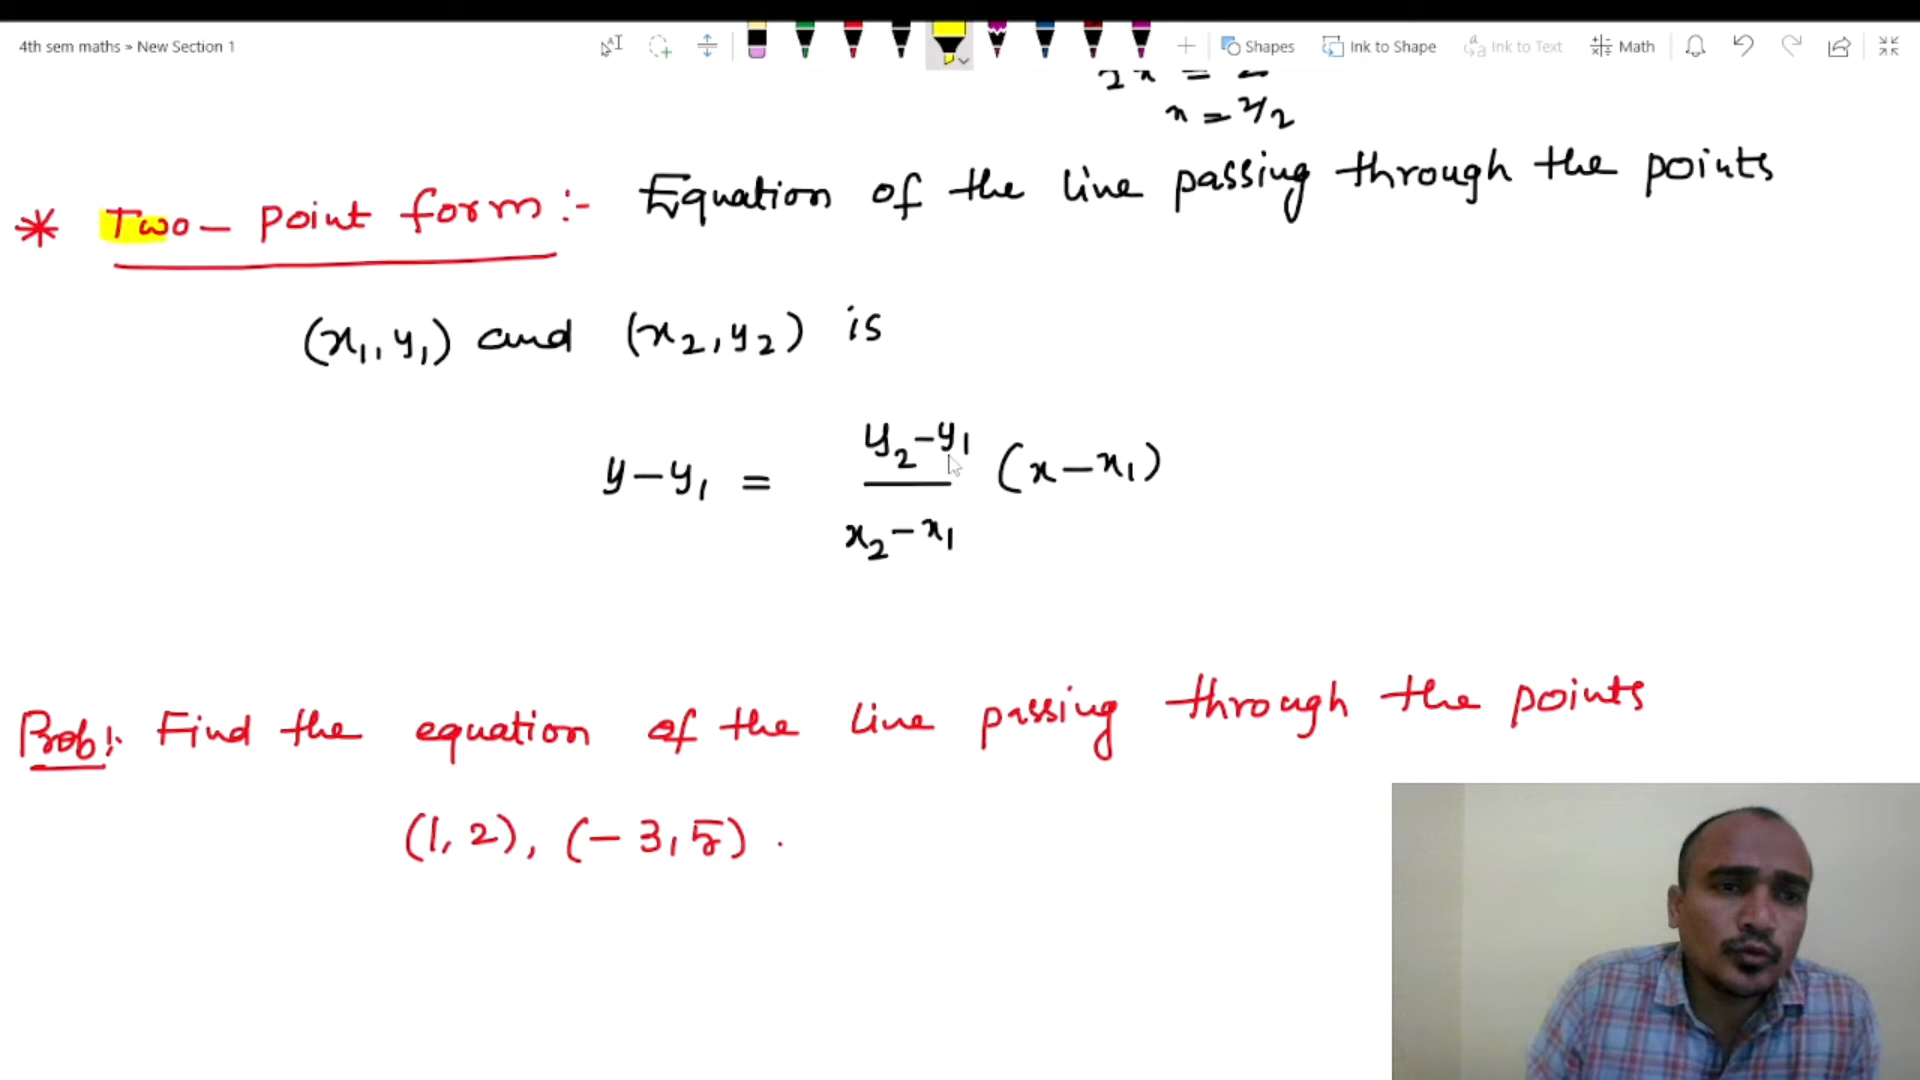 4th sem maths » New Section 1
Shapes
Ink to Shape
Ink to Text
Math
x = 2/2
* Two-point form:- Equation of the line passing through the points
(x₁, y₁) and (x₂, y₂) is
y-y₁ = y₂-y₁ / x₂-x₁ (x-x₁)
Prob:. Find the equation of the line passing through the points
(1, 2), (-3, 5).